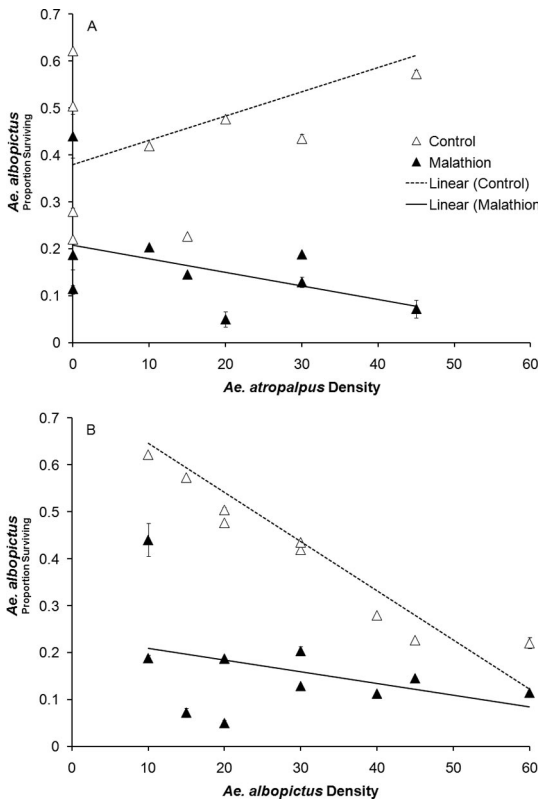 A
0.7
0.6
0.5
0.4
0.3
0.2
0.1
0
Ae. albopictus
Proportion Surviving
Control
Malathion
Linear (Control)
Linear (Malathion
0 10 20 30 40 50 60
Ae. atropalpus Density
B
0.7
0.6
0.5
0.4
0.3
0.2
0.1
0
Ae. albopictus
Proportion Surviving
0 10 20 30 40 50 60
Ae. albopictus Density